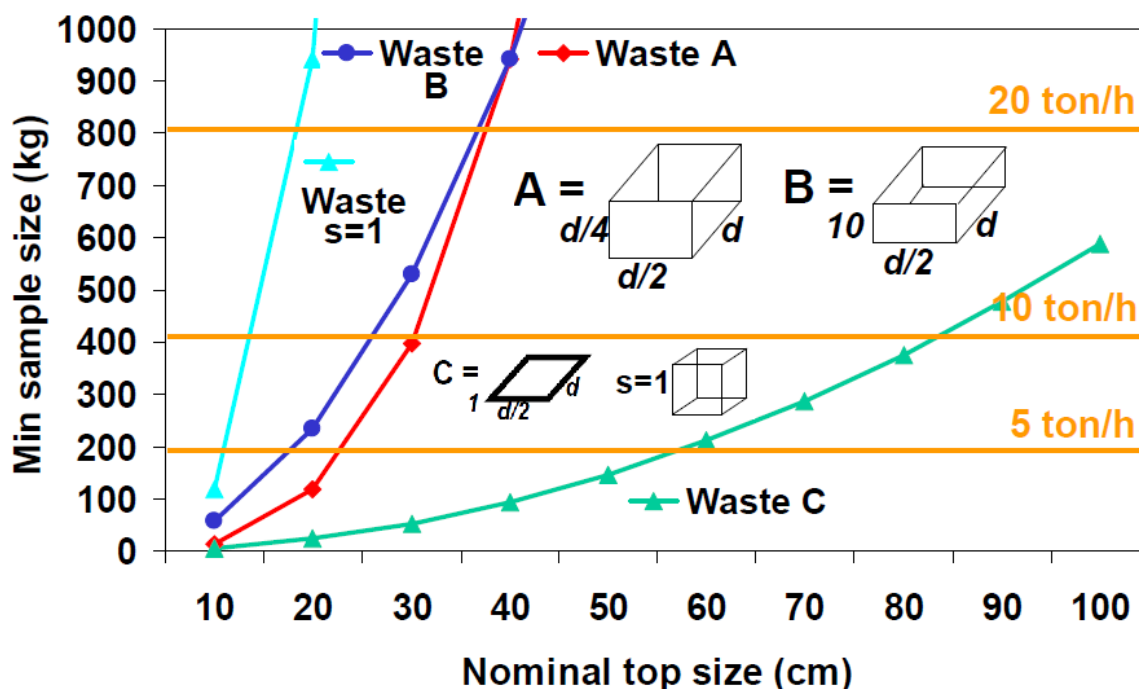 Min sample size (kg)
1000
900
800
700
600
500
400
300
200
100
0
Waste
B
Waste A
20 ton/h
Waste
s=1
A =
d/4
d
d/2
B =
10
d
d/2
10 ton/h
C =
1
d/2
d
s=1
5 ton/h
Waste C
10 20 30 40 50 60 70 80 90 100
Nominal top size (cm)